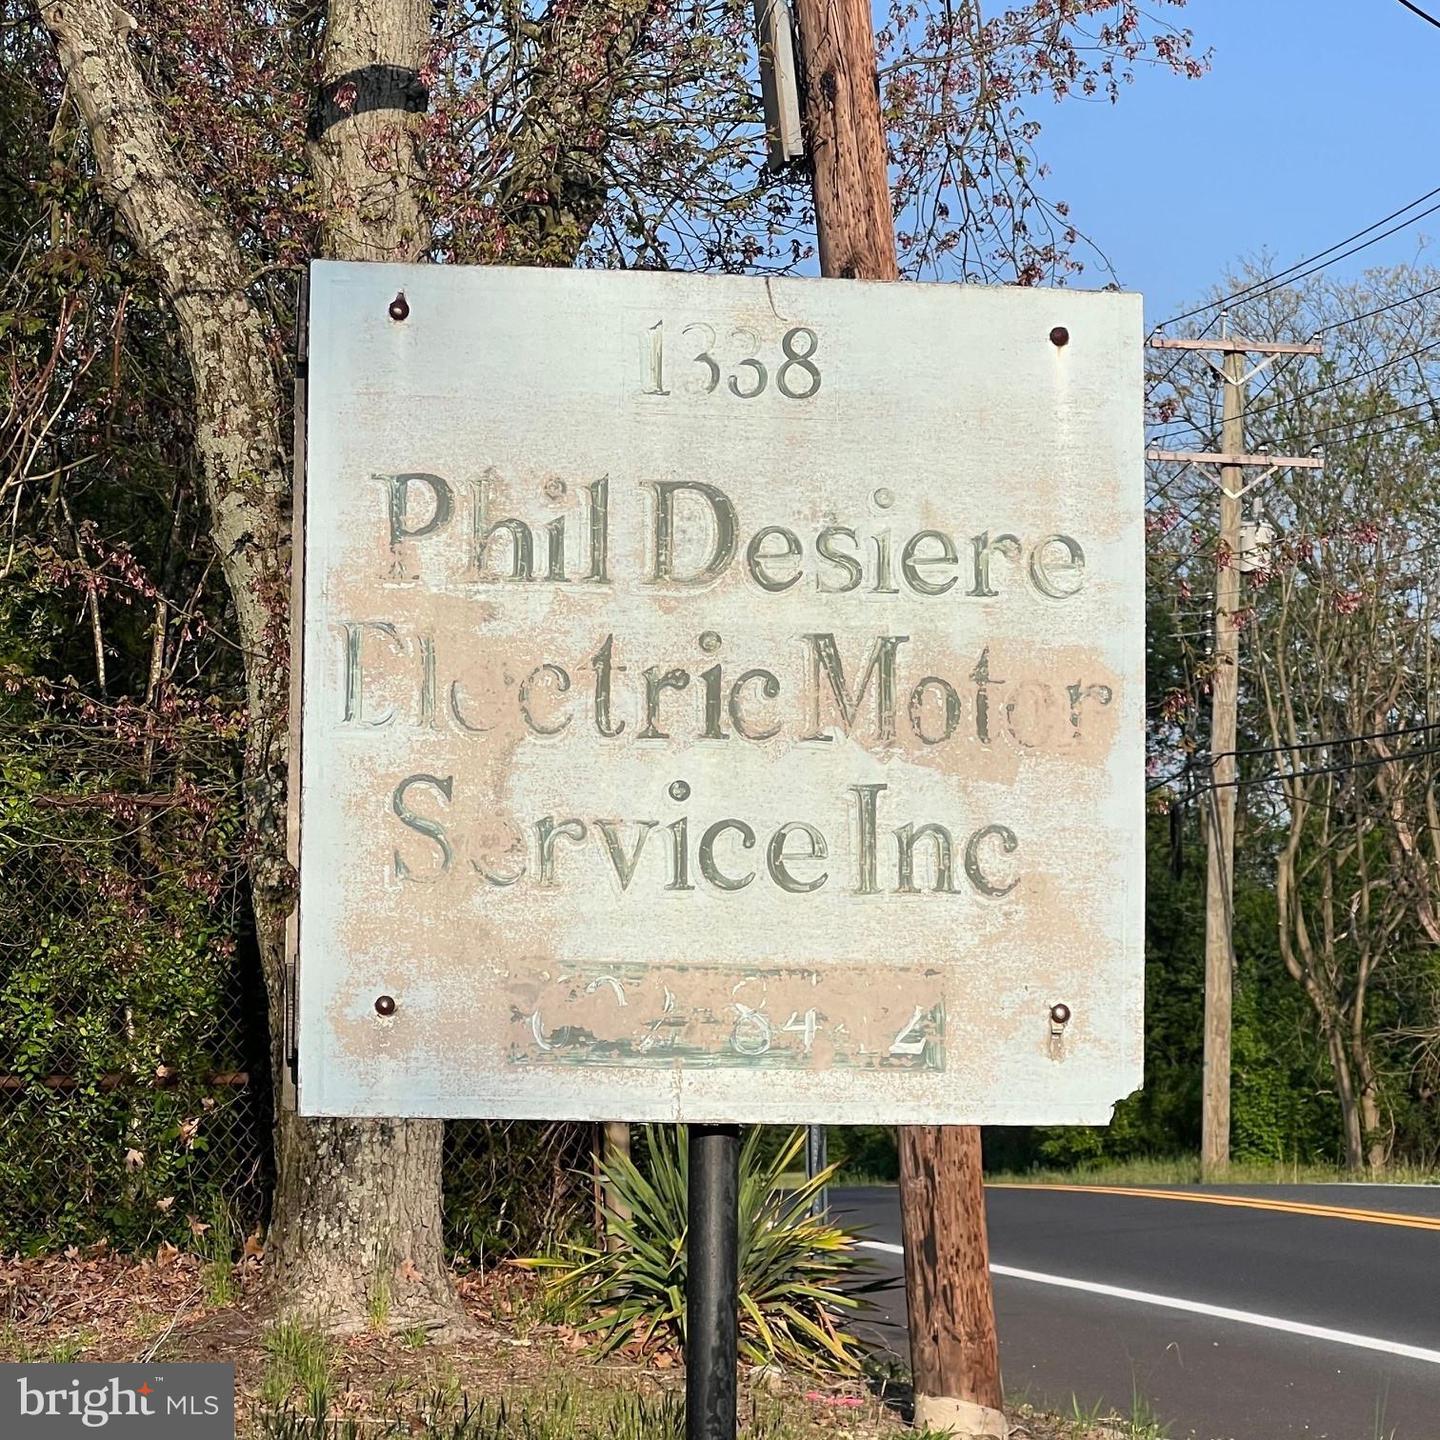 1338
Phil Desiere
Electric Motor
Service Inc
bright MLS